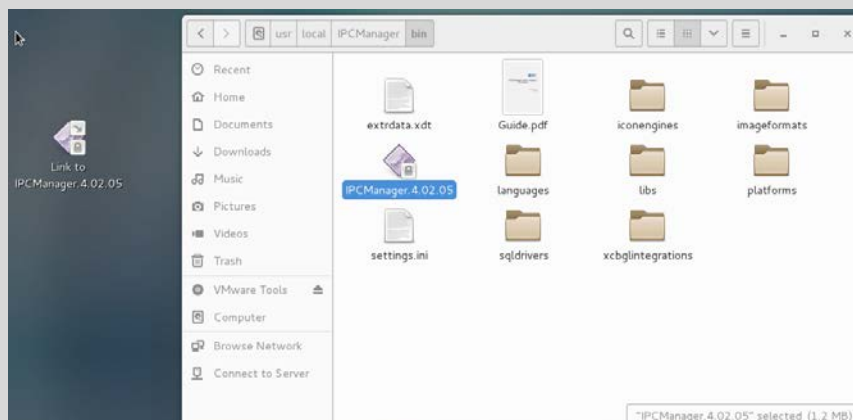 usr local IPCManager bin
Link to
IPCManager.4.02.05
Recent
Home
Documents
Downloads
Music
Pictures
Videos
Trash
VMware Tools
Computer
Browse Network
Connect to Server
extrdata.xdt Guide.pdf iconengines imageformats
IPCManager.4.02.05 languages libs platforms
settings.ini sqldrivers xcbglintegrations
"IPCManager.4.02.05" selected (1.2 MB)